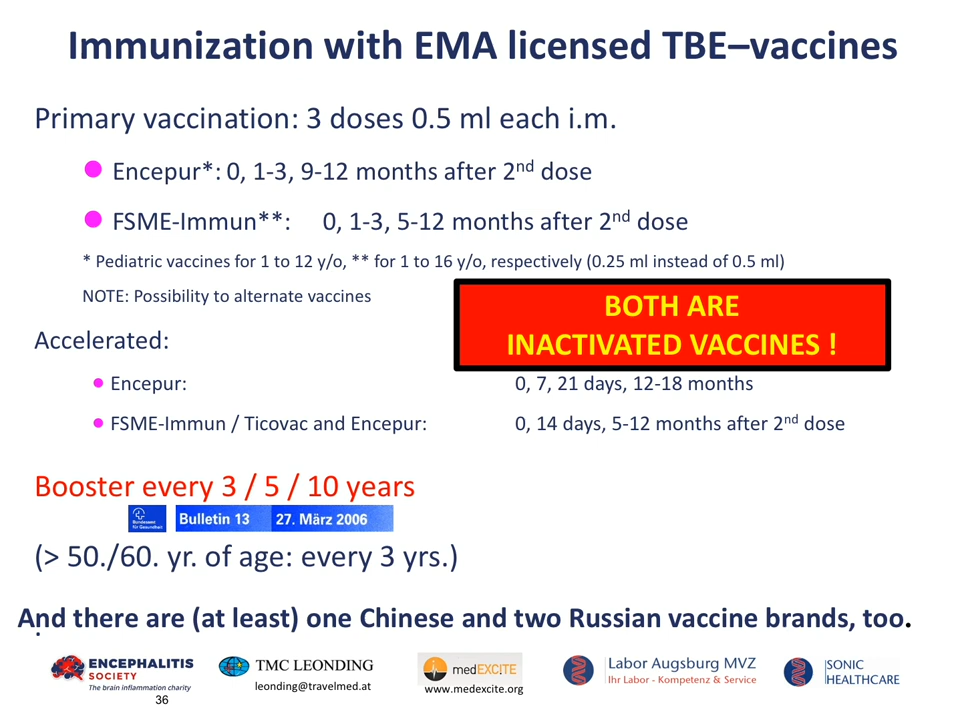 Immunization with EMA licensed TBE–vaccines
Primary vaccination: 3 doses 0.5 ml each i.m.
Encepur*: 0, 1-3, 9-12 months after 2nd dose
FSME-Immun**: 0, 1-3, 5-12 months after 2nd dose
* Pediatric vaccines for 1 to 12 y/o, ** for 1 to 16 y/o, respectively (0.25 ml instead of 0.5 ml)
NOTE: Possibility to alternate vaccines
BOTH ARE
INACTIVATED VACCINES !
Accelerated:
Encepur: 0, 7, 21 days, 12-18 months
FSME-Immun / Ticovac and Encepur: 0, 14 days, 5-12 months after 2nd dose
Booster every 3 / 5 / 10 years
Bundesamt
für Gesundheit
Bulletin 13 27. März 2006
(> 50./60. yr. of age: every 3 yrs.)
And there are (at least) one Chinese and two Russian vaccine brands, too.
ENCEPHALITIS
SOCIETY
The brain inflammation charity
TMC LEONDING
leonding@travelmed.at
medEXCITE
www.medexcite.org
Labor Augsburg MVZ
Ihr Labor - Kompetenz & Service
SONIC
HEALTHCARE
36